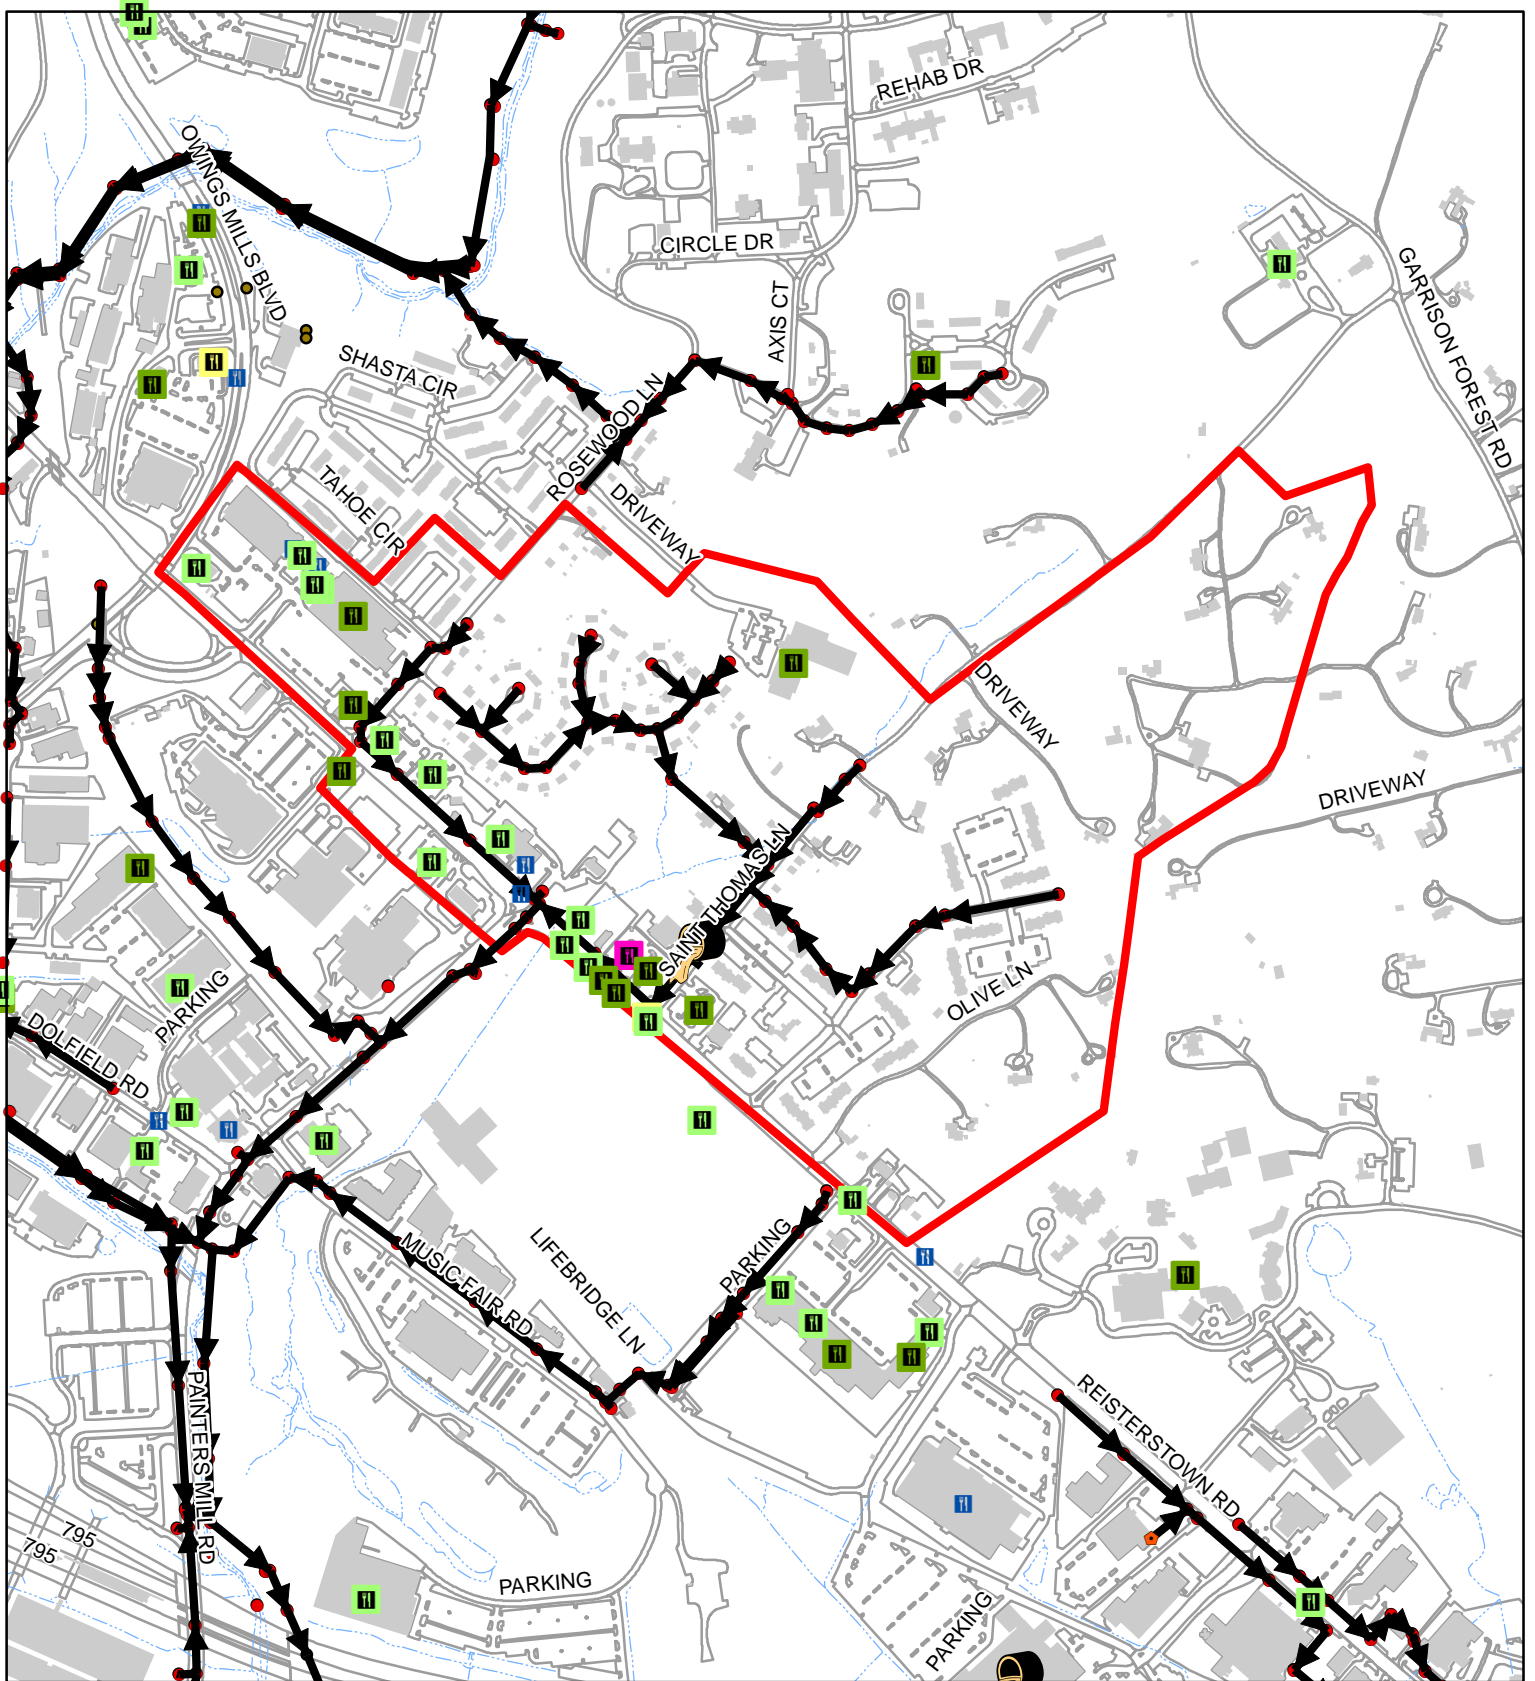 REHAB DR
OWINGS MILLS BLVD
CIRCLE DR
GARRISON FOREST RD
AXIS CT
SHASTA CIR
ROSEWOOD LN
TAHOE CIR
DRIVEWAY
DRIVEWAY
DRIVEWAY
SAINT THOMAS LN
OLIVE LN
PARKING
DOLFIELD RD
PARKING
LIFEBRIDGE LN
MUSIC FAIR RD
REISTERSTOWN RD
PAINTERS MILL RD
795
795
PARKING
PARKING